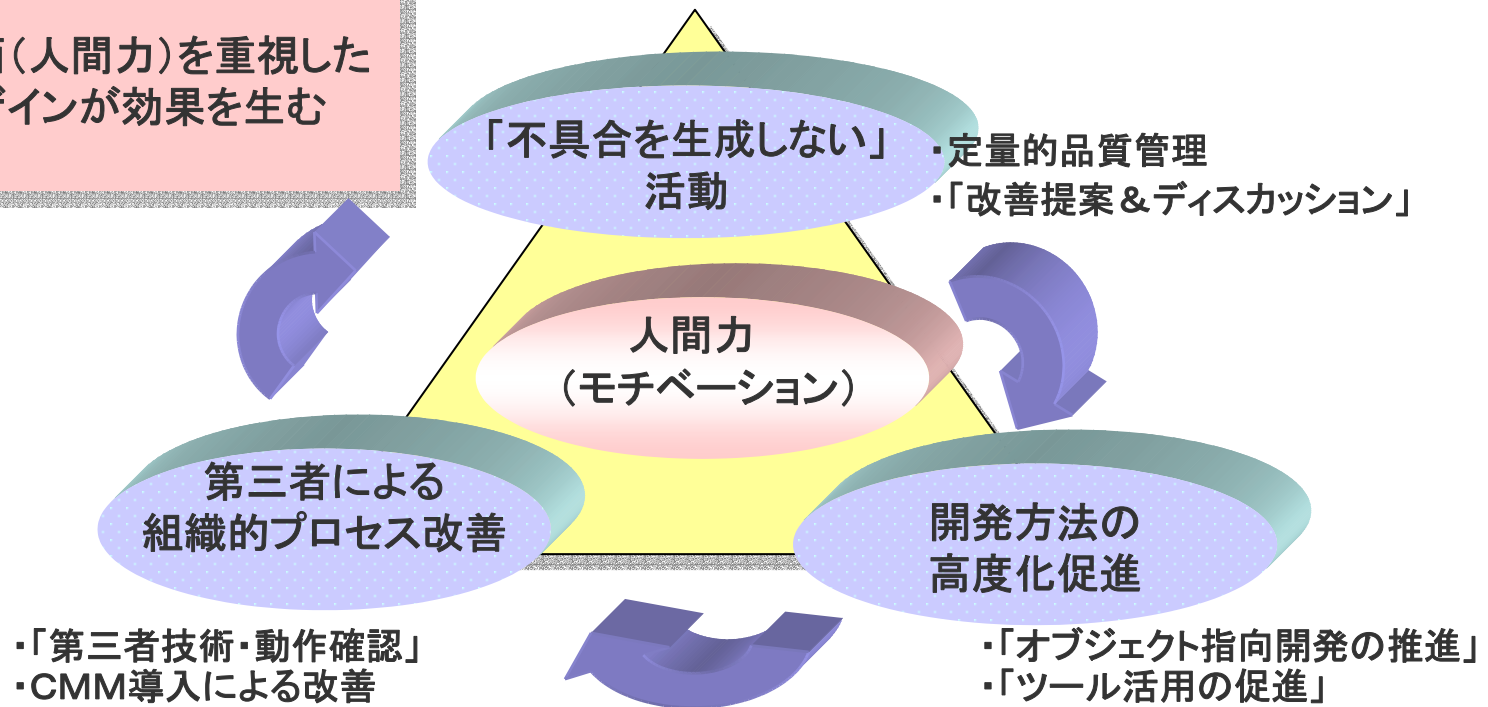 (人間力)を重視した
インが効果を生む
「不具合を生成しない」
活動
・定量的品質管理
・「改善提案&ディスカッション」
人間力
(モチベーション)
第三者による
組織的プロセス改善
開発方法の
高度化促進
・「第三者技術・動作確認」
・CMM導入による改善
・「オブジェクト指向開発の推進」
・「ツール活用の促進」